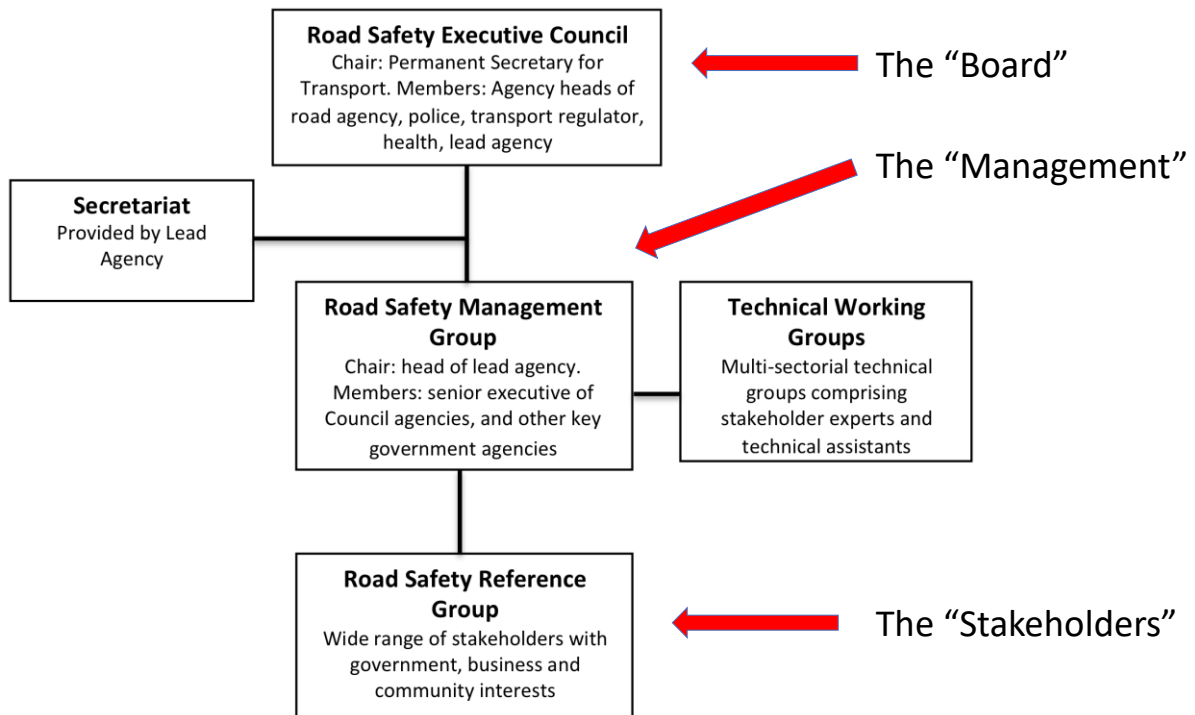 Road Safety Executive Council
Chair: Permanent Secretary for
Transport. Members: Agency heads of
road agency, police, transport regulator,
health, lead agency
The “Board”
The “Management”
Secretariat
Provided by Lead
Agency
Road Safety Management
Group
Chair: head of lead agency.
Members: senior executive of
Council agencies, and other key
government agencies
Technical Working
Groups
Multi-sectorial technical
groups comprising
stakeholder experts and
technical assistants
Road Safety Reference
Group
Wide range of stakeholders with
government, business and
community interests
The “Stakeholders”